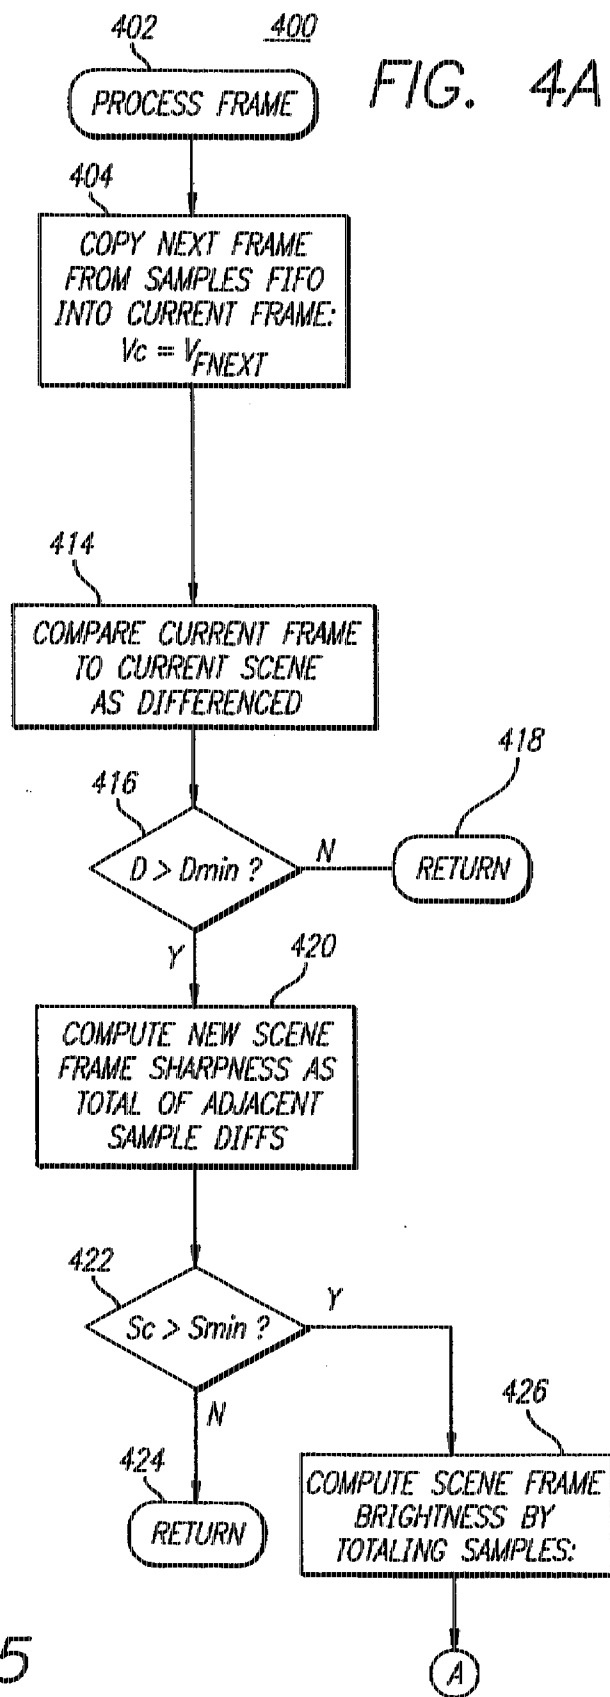 402
400
FIG. 4A
PROCESS FRAME
404
COPY NEXT FRAME
FROM SAMPLES FIFO
INTO CURRENT FRAME:
Vc = VFNEXT
414
COMPARE CURRENT FRAME
TO CURRENT SCENE
AS DIFFERENCED
416
418
D > Dmin ?
N
RETURN
Y
420
COMPUTE NEW SCENE
FRAME SHARPNESS AS
TOTAL OF ADJACENT
SAMPLE DIFFS
422
Sc > Smin ?
Y
N
426
424
RETURN
COMPUTE SCENE FRAME
BRIGHTNESS BY
TOTALING SAMPLES:
5
A